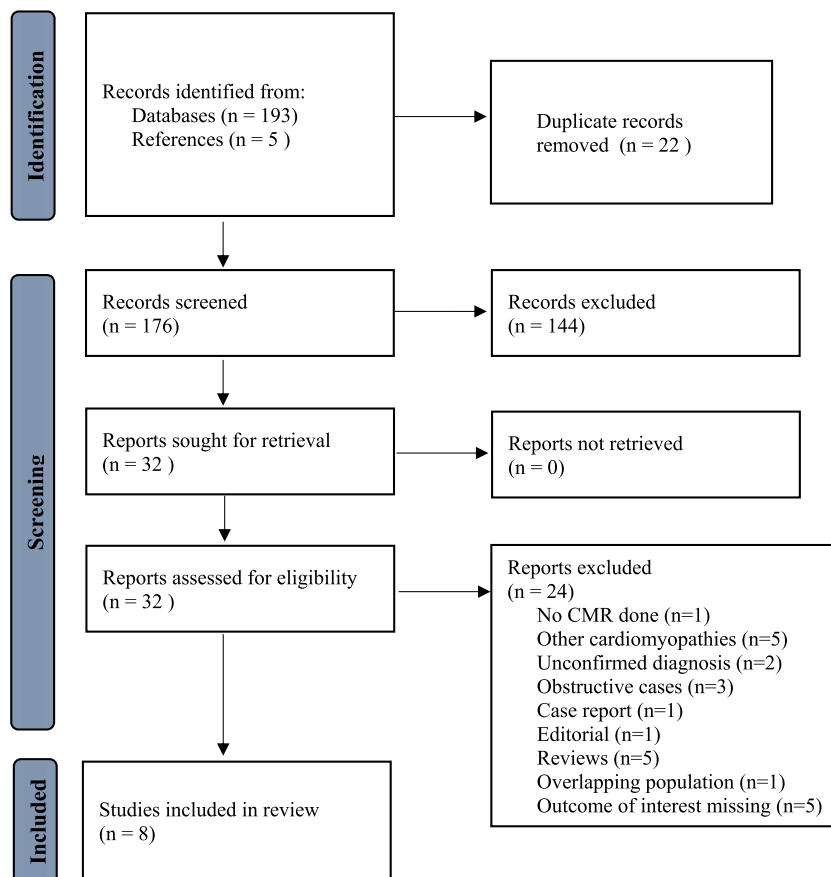 Identification
Records identified from:
Databases (n = 193)
References (n = 5 )
Duplicate records
removed  (n = 22 )
Screening
Records screened
(n = 176)
Records excluded
(n = 144)
Reports sought for retrieval
(n = 32 )
Reports not retrieved
(n = 0)
Reports assessed for eligibility
(n = 32 )
Reports excluded
(n = 24)
No CMR done (n=1)
Other cardiomyopathies (n=5)
Unconfirmed diagnosis (n=2)
Obstructive cases (n=3)
Case report (n=1)
Editorial (n=1)
Reviews (n=5)
Overlapping population (n=1)
Outcome of interest missing (n=5)
Included
Studies included in review
(n = 8)